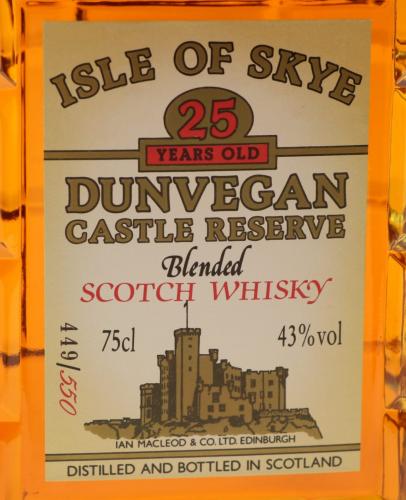 ISLE OF SKYE
25
YEARS OLD
DUNVEGAN
CASTLE RESERVE
Blended
SCOTCH WHISKY
75cl
43% vol
449/550
IAN MACLEOD & CO. LTD. EDINBURGH
DISTILLED AND BOTTLED IN SCOTLAND